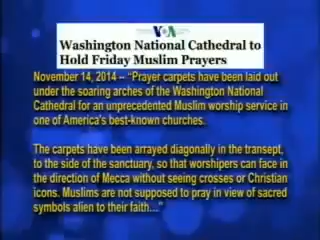 VOA
Washington National Cathedral to
Hold Friday Muslim Prayers
November 14, 2014 – “Prayer carpets have been laid out
under the soaring arches of the Washington National
Cathedral for an unprecedented Muslim worship service in
one of America's best-known churches.
The carpets have been arrayed diagonally in the transept,
to the side of the sanctuary, so that worshipers can face in
the direction of Mecca without seeing crosses or Christian
icons. Muslims are not supposed to pray in view of sacred
symbols alien to their faith....”